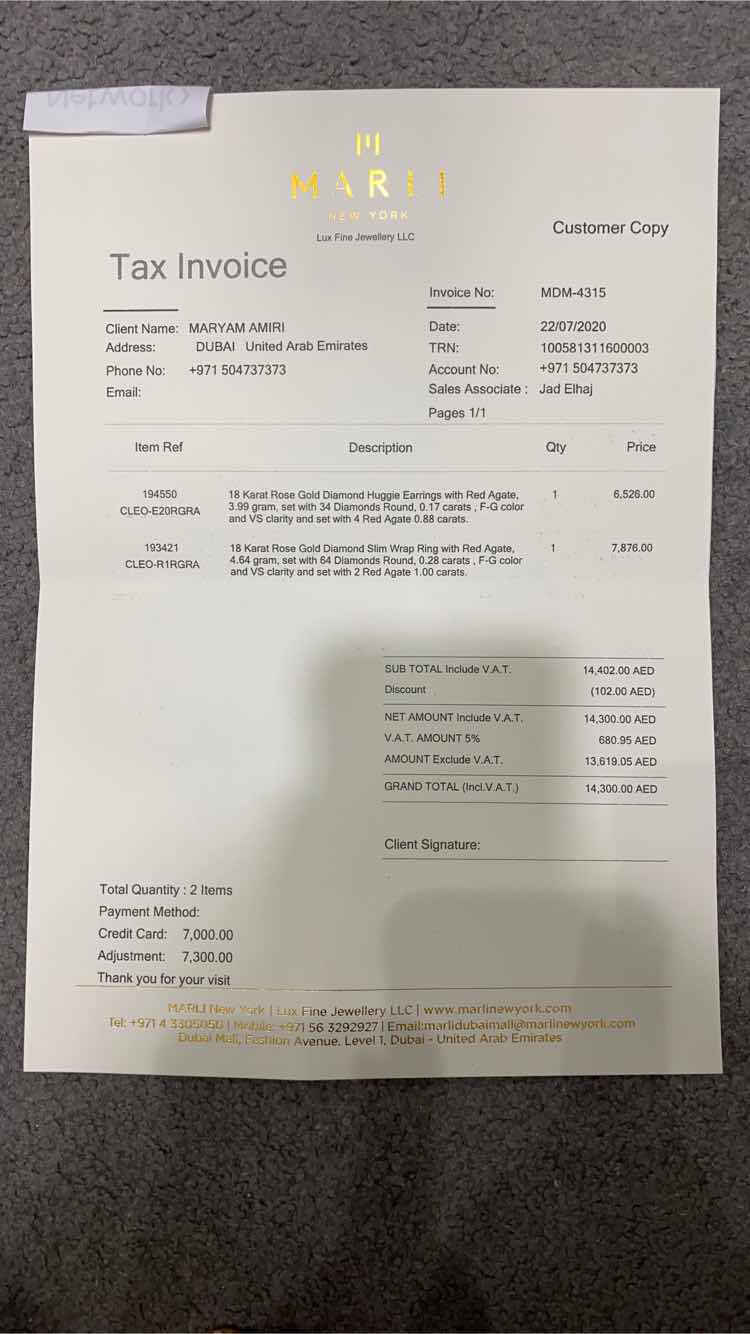 MARLI
NEW YORK
Lux Fine Jewellery LLC
Customer Copy
Tax Invoice
Invoice No: MDM-4315
Client Name: MARYAM AMIRI
Date: 22/07/2020
Address: DUBAI United Arab Emirates
TRN: 100581311600003
Phone No: +971 504737373
Account No: +971 504737373
Email:
Sales Associate : Jad Elhaj
Pages 1/1
Item Ref Description Qty Price
194550 18 Karat Rose Gold Diamond Huggie Earrings with Red Agate, 1 6,526.00
CLEO-E20RGRA 3.99 gram, set with 34 Diamonds Round, 0.17 carats , F-G color
and VS clarity and set with 4 Red Agate 0.88 carats.
193421 18 Karat Rose Gold Diamond Slim Wrap Ring with Red Agate, 1 7,876.00
CLEO-R1RGRA 4.64 gram, set with 64 Diamonds Round, 0.28 carats , F-G color
and VS clarity and set with 2 Red Agate 1.00 carats.
SUB TOTAL Include V.A.T. 14,402.00 AED
Discount (102.00 AED)
NET AMOUNT Include V.A.T. 14,300.00 AED
V.A.T. AMOUNT 5% 680.95 AED
AMOUNT Exclude V.A.T. 13,619.05 AED
GRAND TOTAL (Incl.V.A.T.) 14,300.00 AED
Client Signature:
Total Quantity : 2 Items
Payment Method:
Credit Card: 7,000.00
Adjustment: 7,300.00
Thank you for your visit
MARLI New York | Lux Fine Jewellery LLC | www.marlinewyork.com
Tel: +971 4 3305050 | Mobile: +971 56 3292927 | Email:marlidubaimall@marlinewyork.com
Dubai Mall, Fashion Avenue, Level 1, Dubai - United Arab Emirates